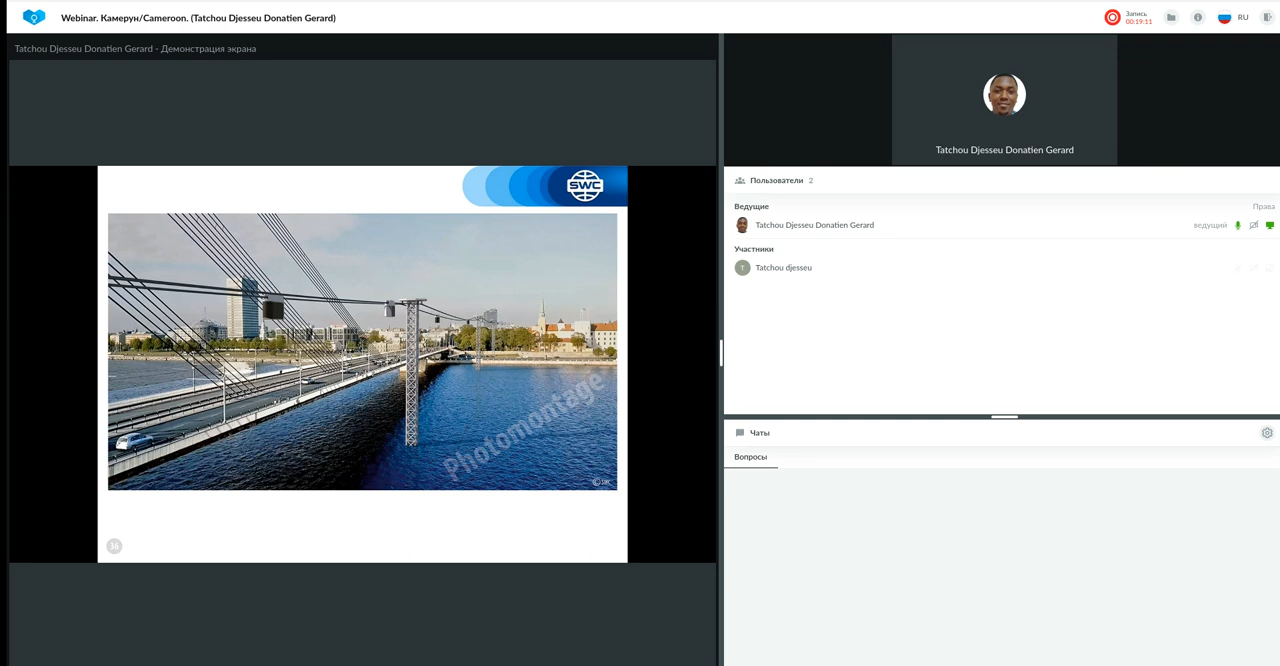 Webinar. Камерун/Cameroon. (Tatchou Djesseu Donatien Gerard)
Запись
00:19:11
RU
Tatchou Djesseu Donatien Gerard - Демонстрация экрана
SWC
Photomontage
36
Tatchou Djesseu Donatien Gerard
Пользователи 2
Ведущие Права
Tatchou Djesseu Donatien Gerard ведущий
Участники
T Tatchou djesseu
Чаты
Вопросы